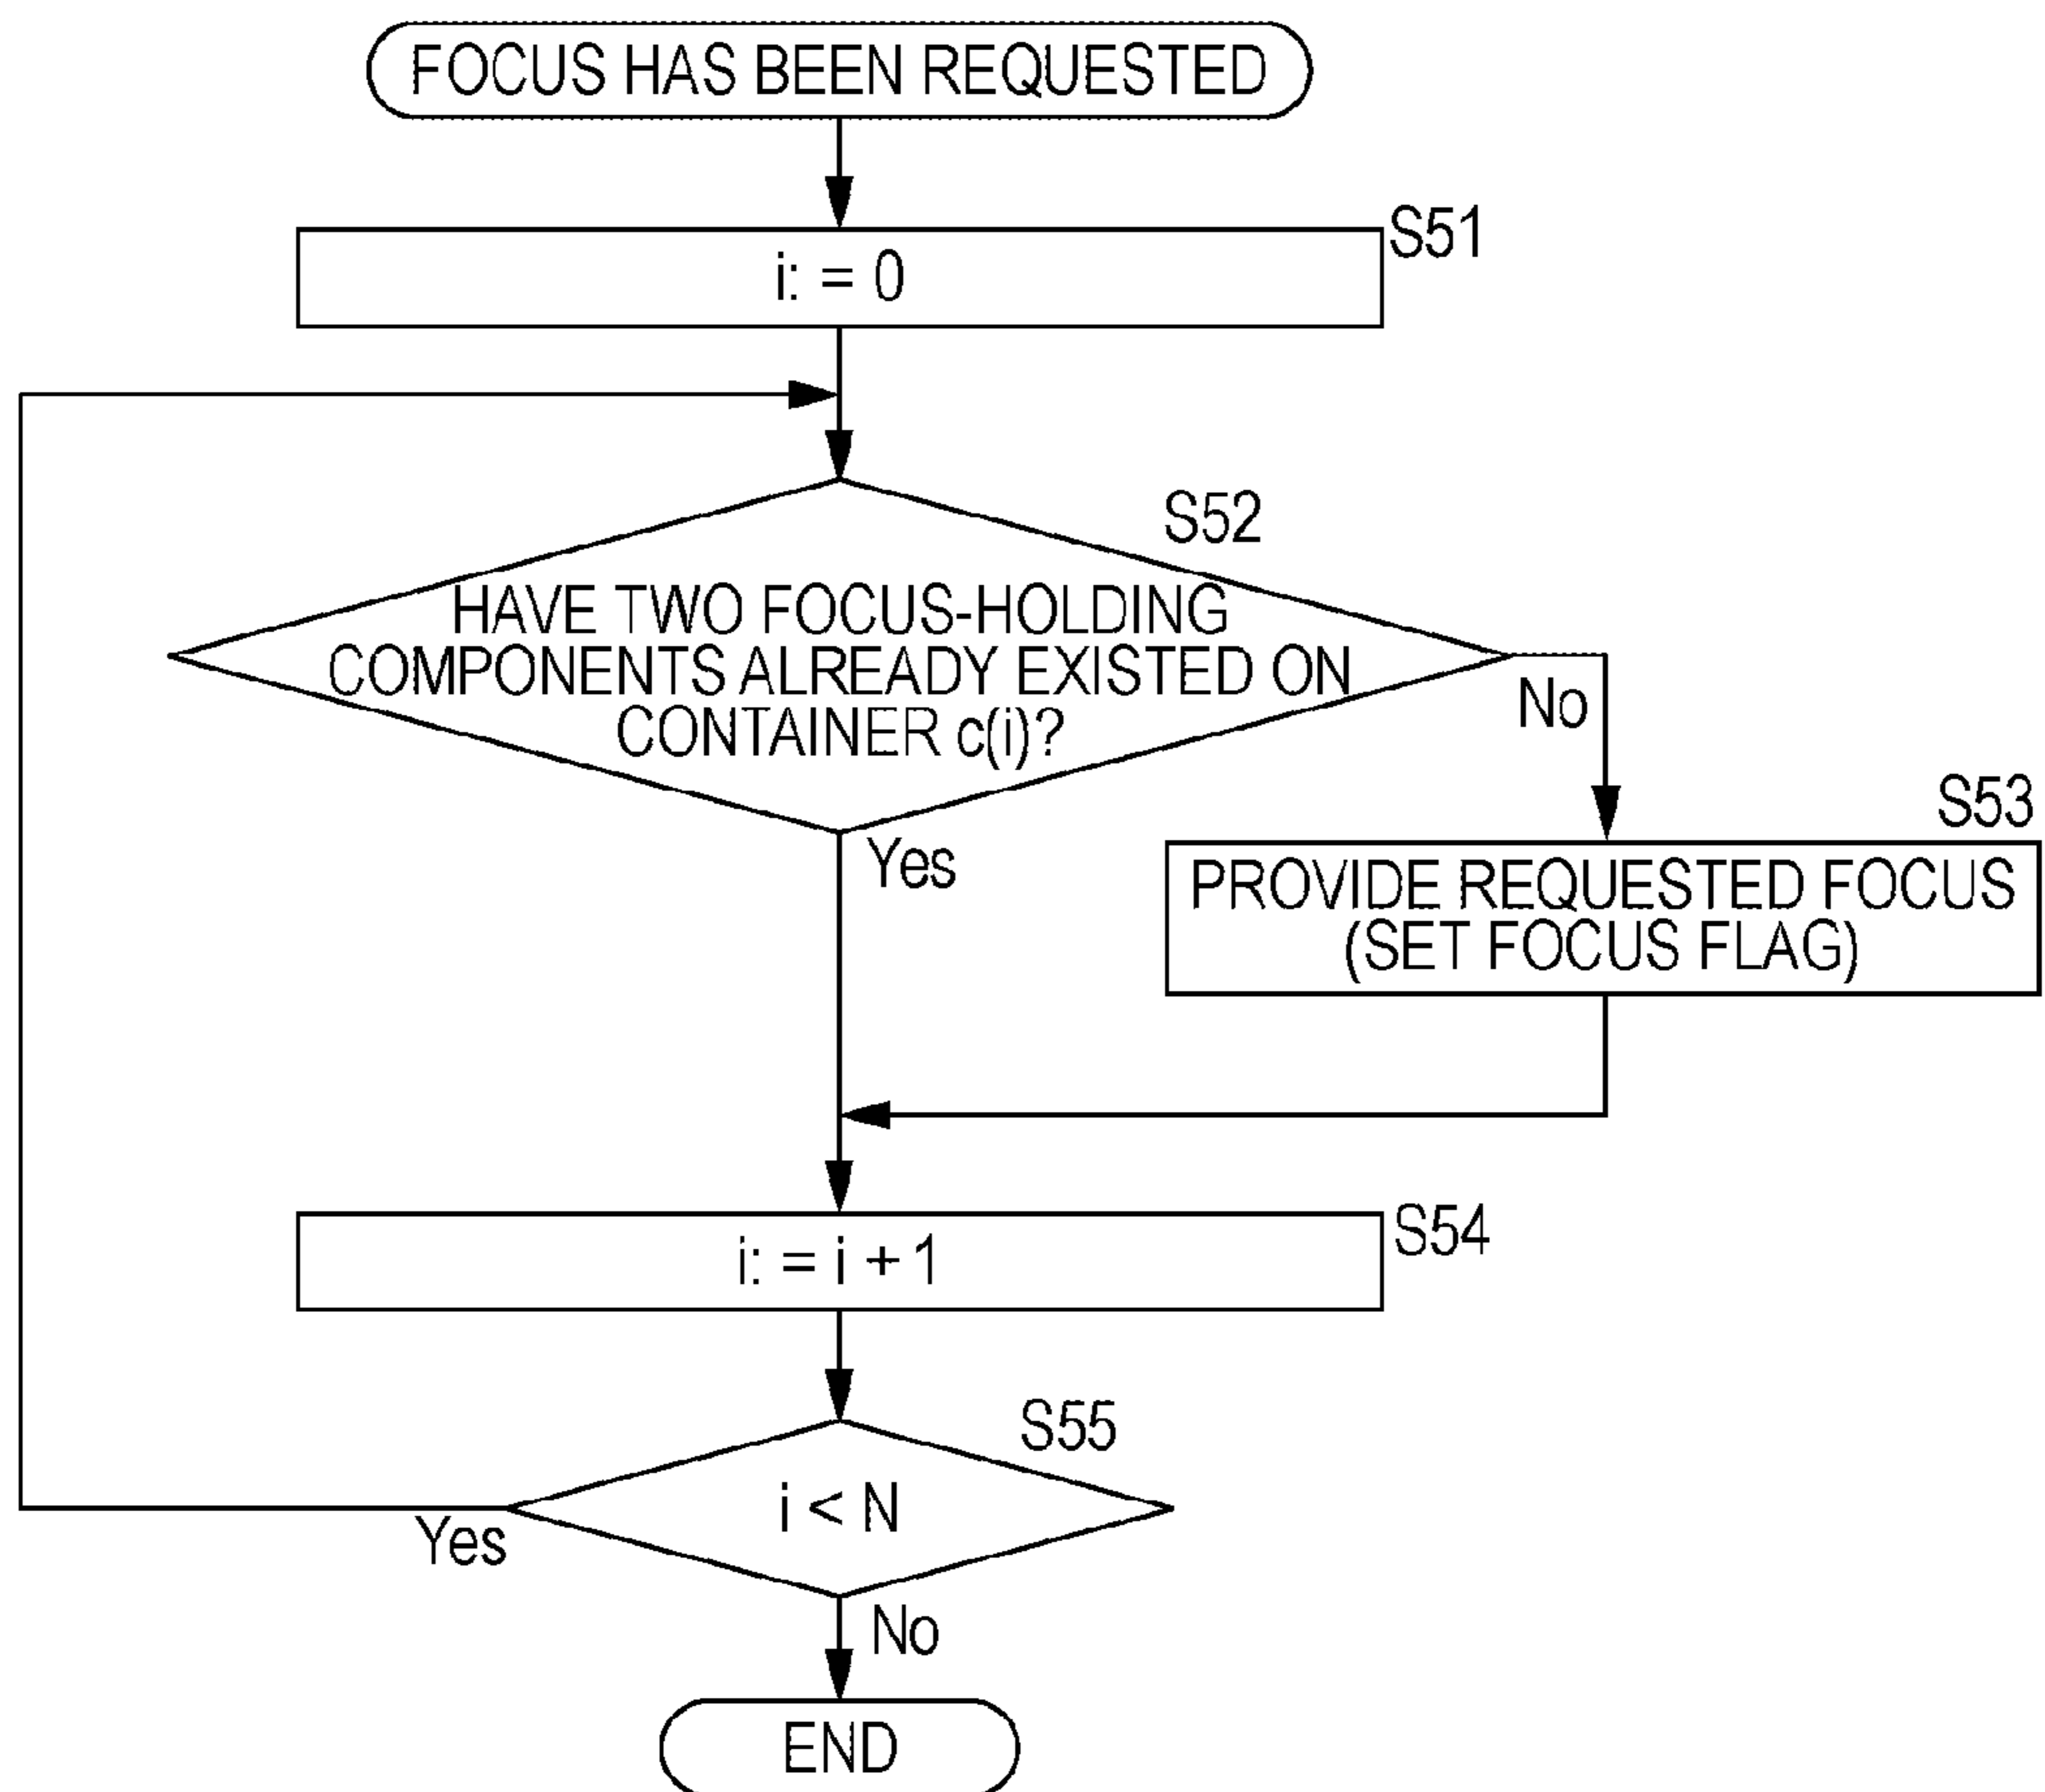 FOCUS HAS BEEN REQUESTED
S51
i: = 0
S52
HAVE TWO FOCUS-HOLDING
COMPONENTS ALREADY EXISTED ON
CONTAINER c(i)?
No
Yes
S53
PROVIDE REQUESTED FOCUS
(SET FOCUS FLAG)
S54
i: = i + 1
S55
i < N
Yes
No
END